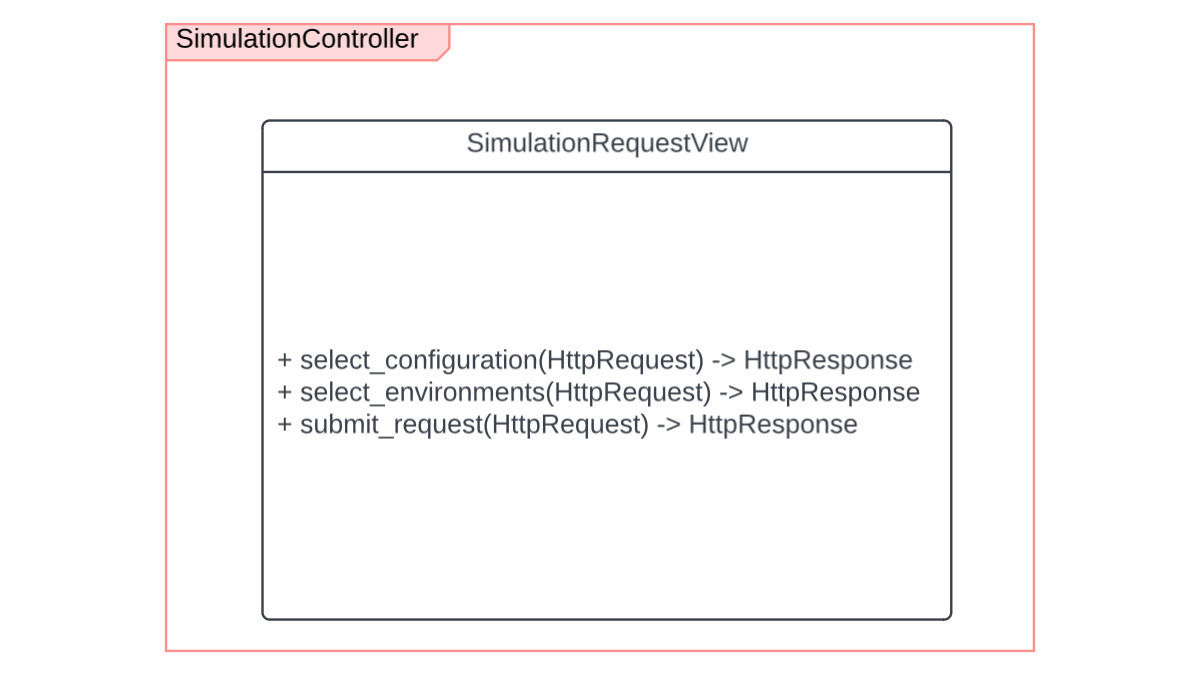 SimulationController
SimulationRequestView
+ select_configuration(HttpRequest) -> HttpResponse
+ select_environments(HttpRequest) -> HttpResponse
+ submit_request(HttpRequest) -> HttpResponse